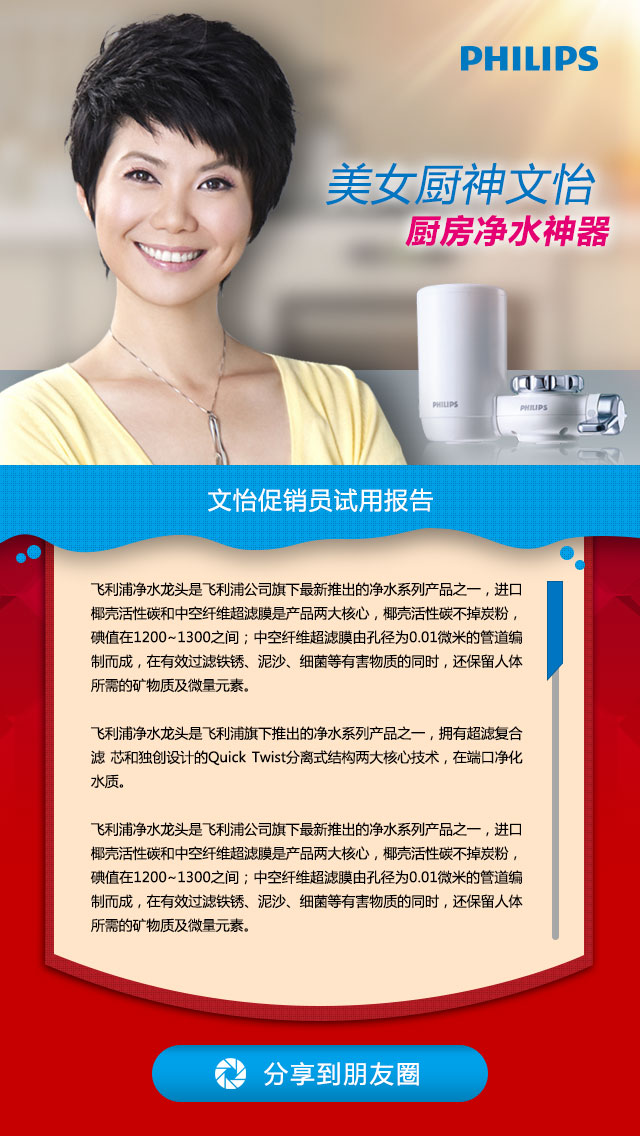 PHILIPS
美女厨神文怡
厨房净水神器
PHILIPS
PHILIPS
文怡促销员试用报告
飞利浦净水龙头是飞利浦公司旗下最新推出的净水系列产品之一，进口
椰壳活性碳和中空纤维超滤膜是产品两大核心，椰壳活性碳不掉炭粉，
碘值在1200~1300之间；中空纤维超滤膜由孔径为0.01微米的管道编
制而成，在有效过滤铁锈、泥沙、细菌等有害物质的同时，还保留人体
所需的矿物质及微量元素。
飞利浦净水龙头是飞利浦旗下推出的净水系列产品之一，拥有超滤复合
滤 芯和独创设计的Quick Twist分离式结构两大核心技术，在端口净化
水质。
飞利浦净水龙头是飞利浦公司旗下最新推出的净水系列产品之一，进口
椰壳活性碳和中空纤维超滤膜是产品两大核心，椰壳活性碳不掉炭粉，
碘值在1200~1300之间；中空纤维超滤膜由孔径为0.01微米的管道编
制而成，在有效过滤铁锈、泥沙、细菌等有害物质的同时，还保留人体
所需的矿物质及微量元素。
分享到朋友圈